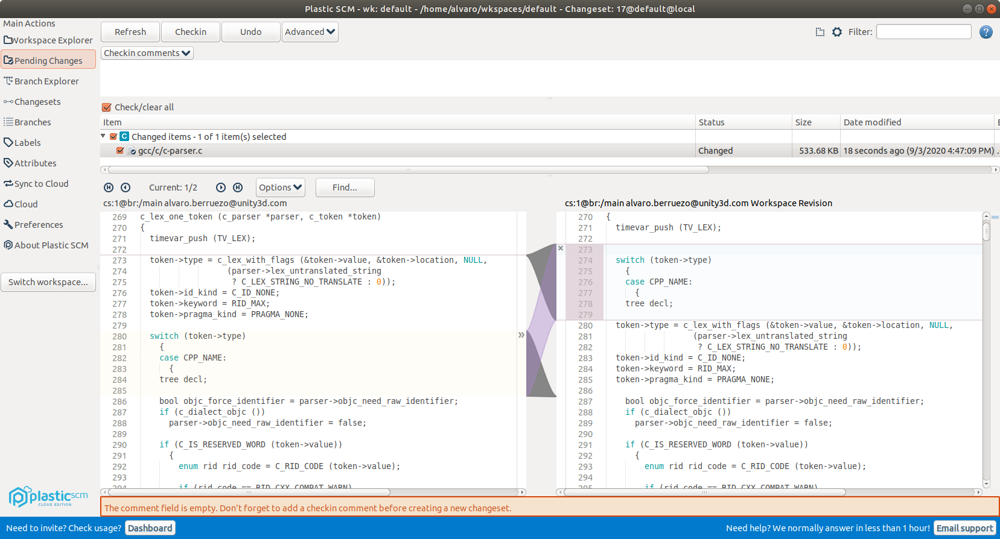 Plastic SCM - wk: default - /home/alvaro/wkspaces/default - Changeset: 17@default@local
Main Actions
Workspace Explorer
Pending Changes
Branch Explorer
Changesets
Branches
Labels
Attributes
Sync to Cloud
Cloud
Preferences
About Plastic SCM
Switch workspace...
Refresh Checkin Undo Advanced Filter: ?
Checkin comments
Check/clear all
Item Status Size Date modified
C Changed items - 1 of 1 item(s) selected
gcc/c/c-parser.c Changed 533.68 KB 18 seconds ago (9/3/2020 4:47:09 PM)
Current: 1/2 Options Find...
cs:1@br:/main alvaro.berruezo@unity3d.com
269 c_lex_one_token (c_parser *parser, c_token *token)
270 {
271 timevar_push (TV_LEX);
272
273 token->type = c_lex_with_flags (&token->value, &token->location, NULL,
274 (parser->lex_untranslated_string
275 ? C_LEX_STRING_NO_TRANSLATE : 0));
276 token->id_kind = C_ID_NONE;
277 token->keyword = RID_MAX;
278 token->pragma_kind = PRAGMA_NONE;
279
280 switch (token->type)
281 {
282 case CPP_NAME:
283 {
284 tree decl;
285
286 bool objc_force_identifier = parser->objc_need_raw_identifier;
287 if (c_dialect_objc ())
288 parser->objc_need_raw_identifier = false;
289
290 if (C_IS_RESERVED_WORD (token->value))
291 {
292 enum rid rid_code = C_RID_CODE (token->value);
293
294 if (rid_code == RID_CXX_COMPAT_WARN)
cs:1@br:/main alvaro.berruezo@unity3d.com Workspace Revision
270 {
271 timevar_push (TV_LEX);
272
273
274 switch (token->type)
275 {
276 case CPP_NAME:
277 {
278 tree decl;
279
280 token->type = c_lex_with_flags (&token->value, &token->location, NULL,
281 (parser->lex_untranslated_string
282 ? C_LEX_STRING_NO_TRANSLATE : 0));
283 token->id_kind = C_ID_NONE;
284 token->keyword = RID_MAX;
285 token->pragma_kind = PRAGMA_NONE;
286
287 bool objc_force_identifier = parser->objc_need_raw_identifier;
288 if (c_dialect_objc ())
289 parser->objc_need_raw_identifier = false;
290
291 if (C_IS_RESERVED_WORD (token->value))
292 {
293 enum rid rid_code = C_RID_CODE (token->value);
294
295 if (rid_code == RID_CXX_COMPAT_WARN)
plastic SCM
CLOUD EDITION
The comment field is empty. Don't forget to add a checkin comment before creating a new changeset.
Need to invite? Check usage? Dashboard
Need help? We normally answer in less than 1 hour! Email support